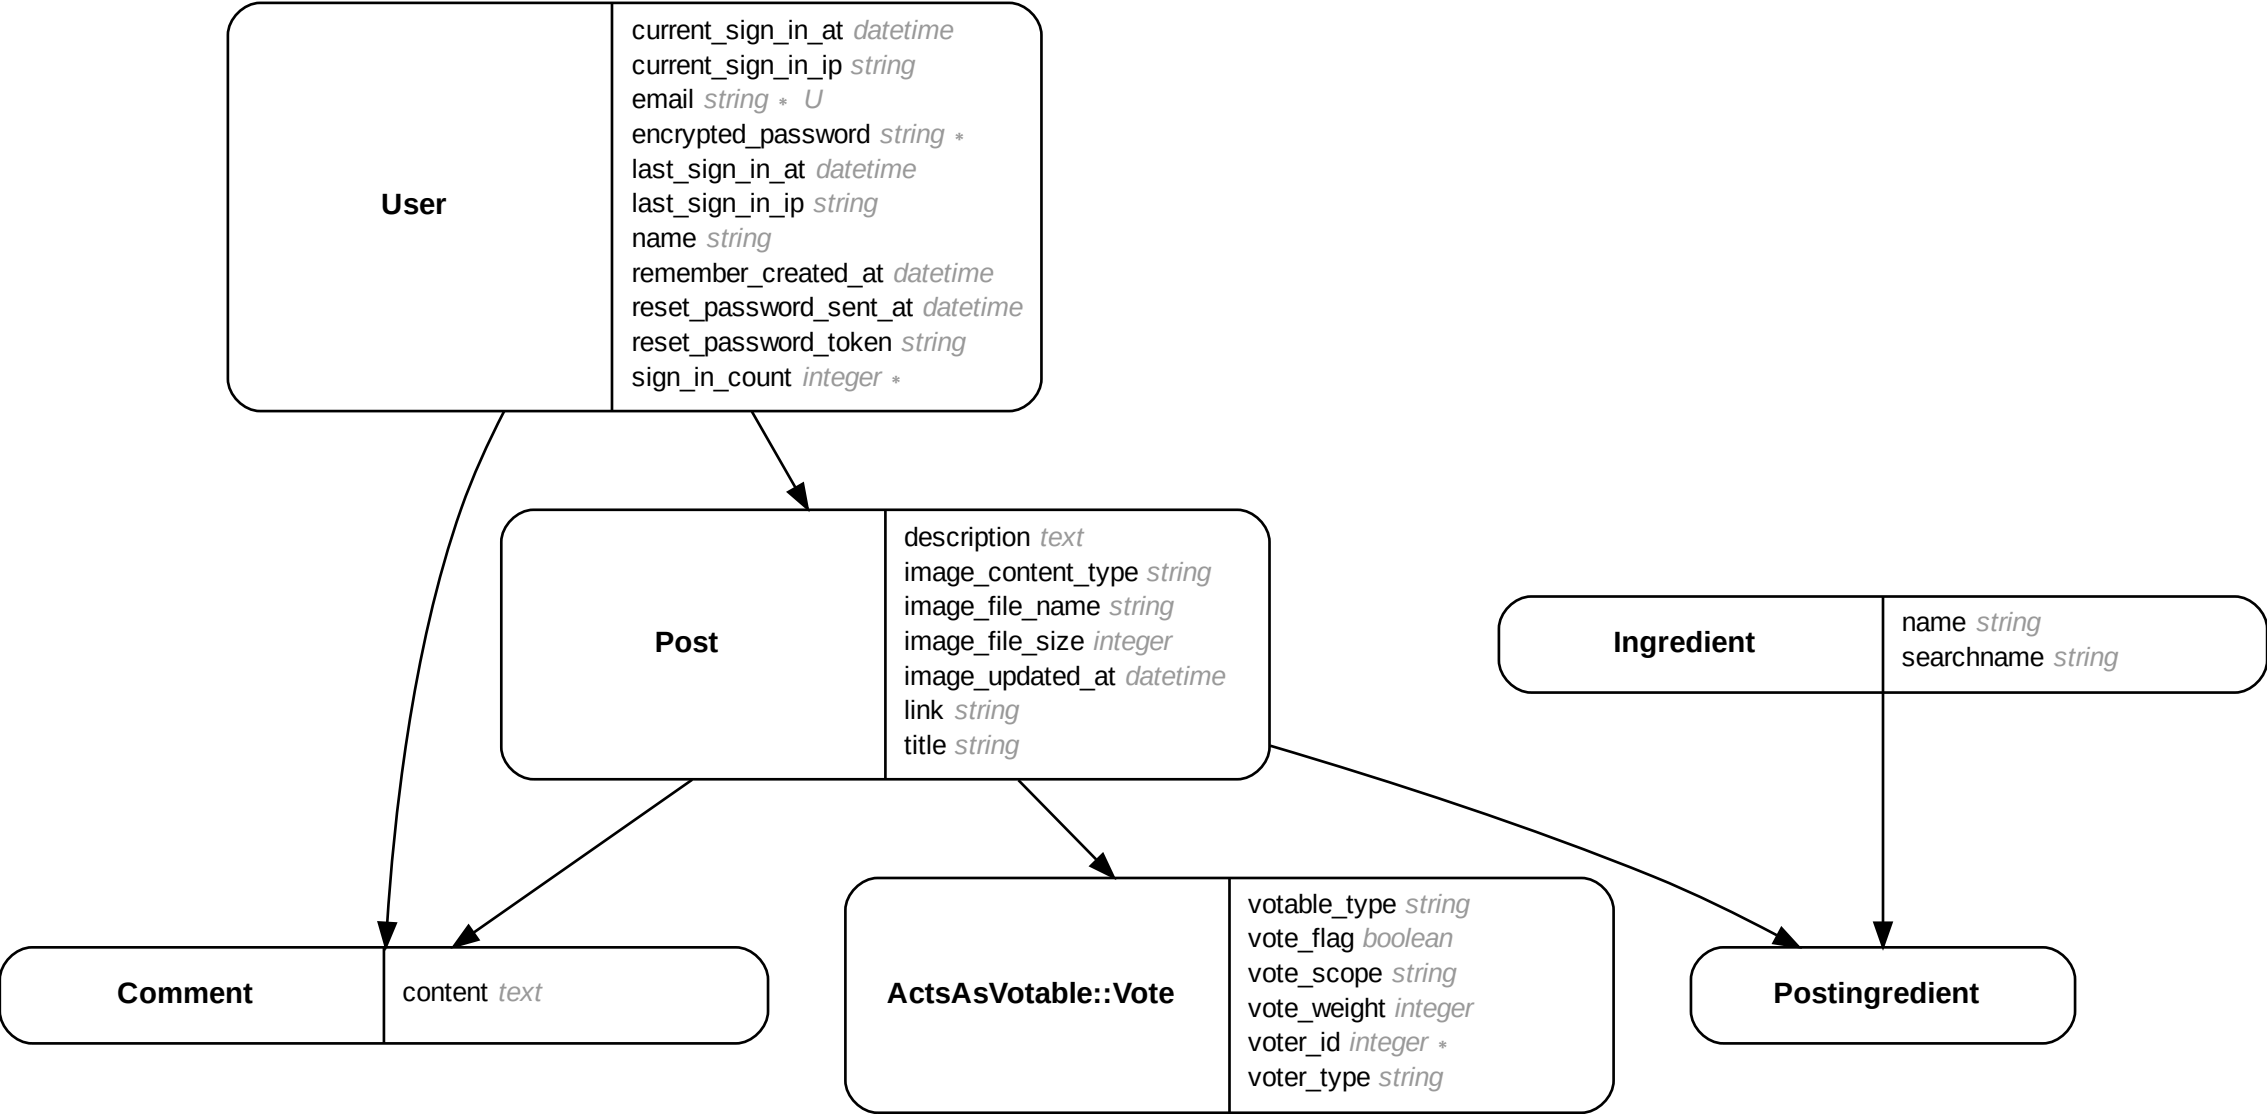 User
current_sign_in_at datetime
current_sign_in_ip string
email string * U
encrypted_password string *
last_sign_in_at datetime
last_sign_in_ip string
name string
remember_created_at datetime
reset_password_sent_at datetime
reset_password_token string
sign_in_count integer *
Post
description text
image_content_type string
image_file_name string
image_file_size integer
image_updated_at datetime
link string
title string
Ingredient
name string
searchname string
Comment
content text
ActsAsVotable::Vote
votable_type string
vote_flag boolean
vote_scope string
vote_weight integer
voter_id integer *
voter_type string
Postingredient